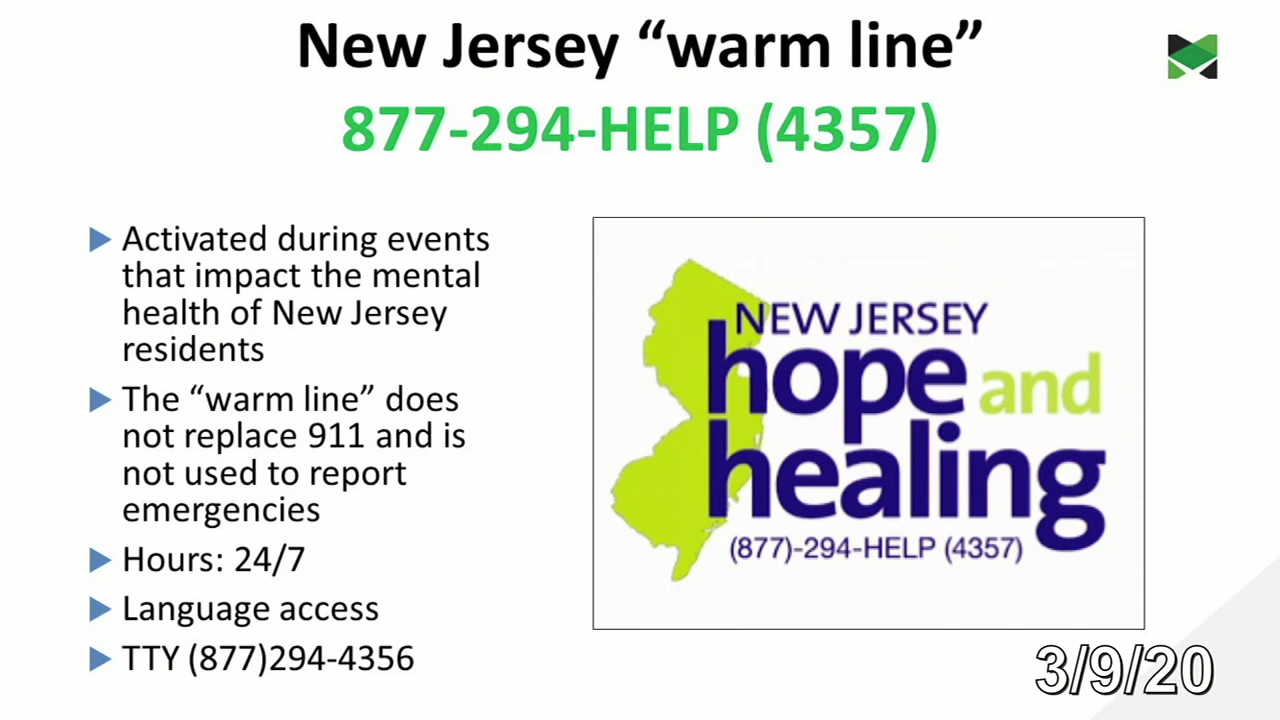 New Jersey “warm line”
877-294-HELP (4357)
▶ Activated during events
that impact the mental
health of New Jersey
residents
▶ The “warm line” does
not replace 911 and is
not used to report
emergencies
▶ Hours: 24/7
▶ Language access
▶ TTY (877)294-4356
NEW JERSEY
hope and
healing
(877)-294-HELP (4357)
3/9/20